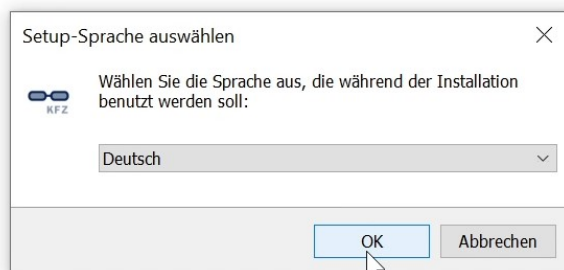 Setup-Sprache auswählen
Wählen Sie die Sprache aus, die während der Installation
benutzt werden soll:
KFZ
Deutsch
OK
Abbrechen